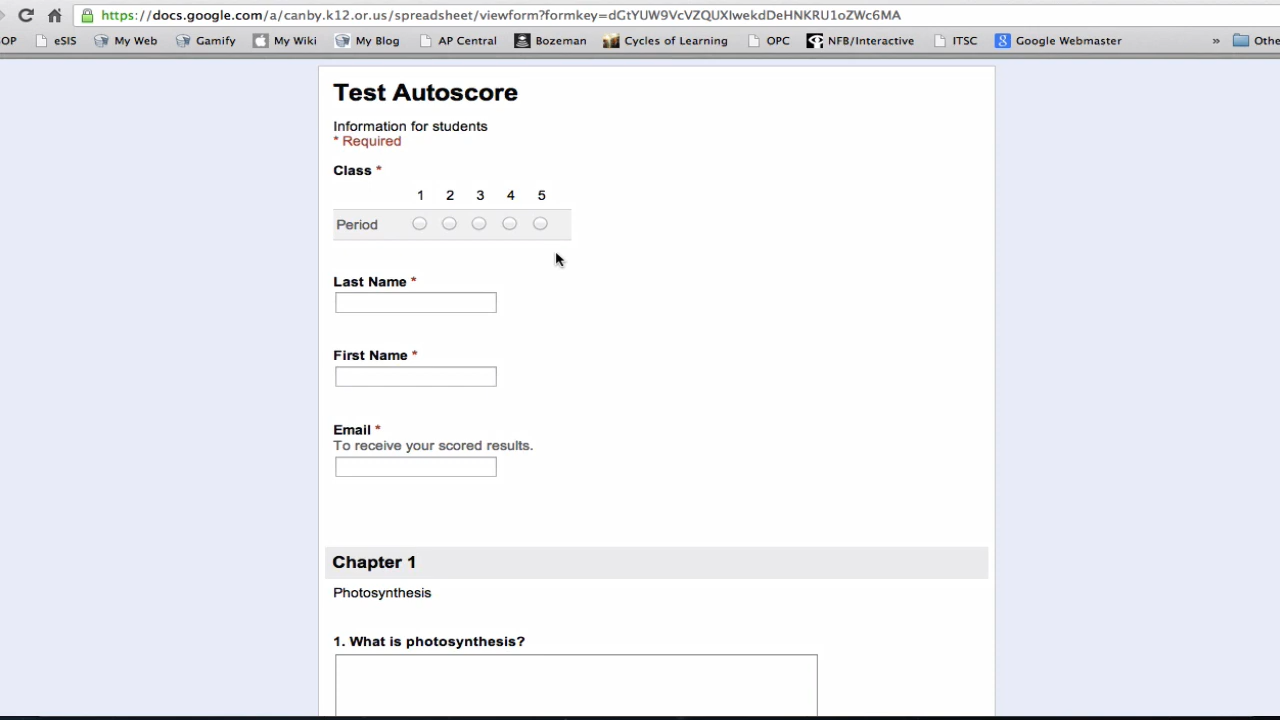 https://docs.google.com/a/canby.k12.or.us/spreadsheet/viewform?formkey=dGtYUW9VcVZQUXlwekdDeHNKRU1oZWc6MA
OP eSIS My Web Gamify My Wiki My Blog AP Central Bozeman Cycles of Learning OPC NFB/Interactive ITSC Google Webmaster » Othe
Test Autoscore
Information for students
* Required
Class *
1 2 3 4 5
Period
Last Name *
First Name *
Email *
To receive your scored results.
Chapter 1
Photosynthesis
1. What is photosynthesis?